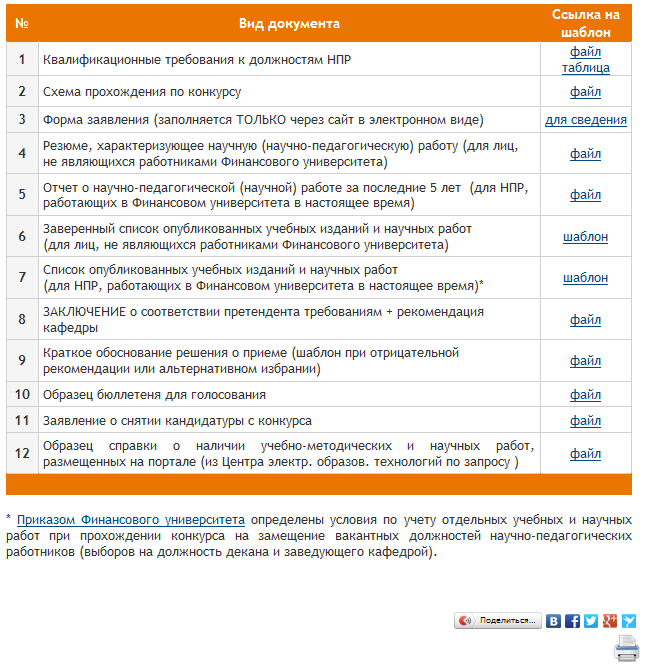 № Вид документа Ссылка на
шаблон
1 Квалификационные требования к должностям НПР файл
таблица
2 Схема прохождения по конкурсу файл
3 Форма заявления (заполняется ТОЛЬКО через сайт в электронном виде) для сведения
4 Резюме, характеризующее научную (научно-педагогическую) работу (для лиц,
не являющихся работниками Финансового университета) файл
5 Отчет о научно-педагогической (научной) работе за последние 5 лет (для НПР,
работающих в Финансовом университета в настоящее время) файл
6 Заверенный список опубликованных учебных изданий и научных работ
(для лиц, не являющихся работниками Финансового университета) шаблон
7 Список опубликованных учебных изданий и научных работ
(для НПР, работающих в Финансовом университета в настоящее время)* шаблон
8 ЗАКЛЮЧЕНИЕ о соответствии претендента требованиям + рекомендация
кафедры файл
9 Краткое обоснование решения о приеме (шаблон при отрицательной
рекомендации или альтернативном избрании) файл
10 Образец бюллетеня для голосования файл
11 Заявление о снятии кандидатуры с конкурса файл
12 Образец справки о наличии учебно-методических и научных работ,
размещенных на портале (из Центра электр. образов. технологий по запросу ) файл
* Приказом Финансового университета определены условия по учету отдельных учебных и научных
работ при прохождении конкурса на замещение вакантных должностей научно-педагогических
работников (выборов на должность декана и заведующего кафедрой).
Поделиться...